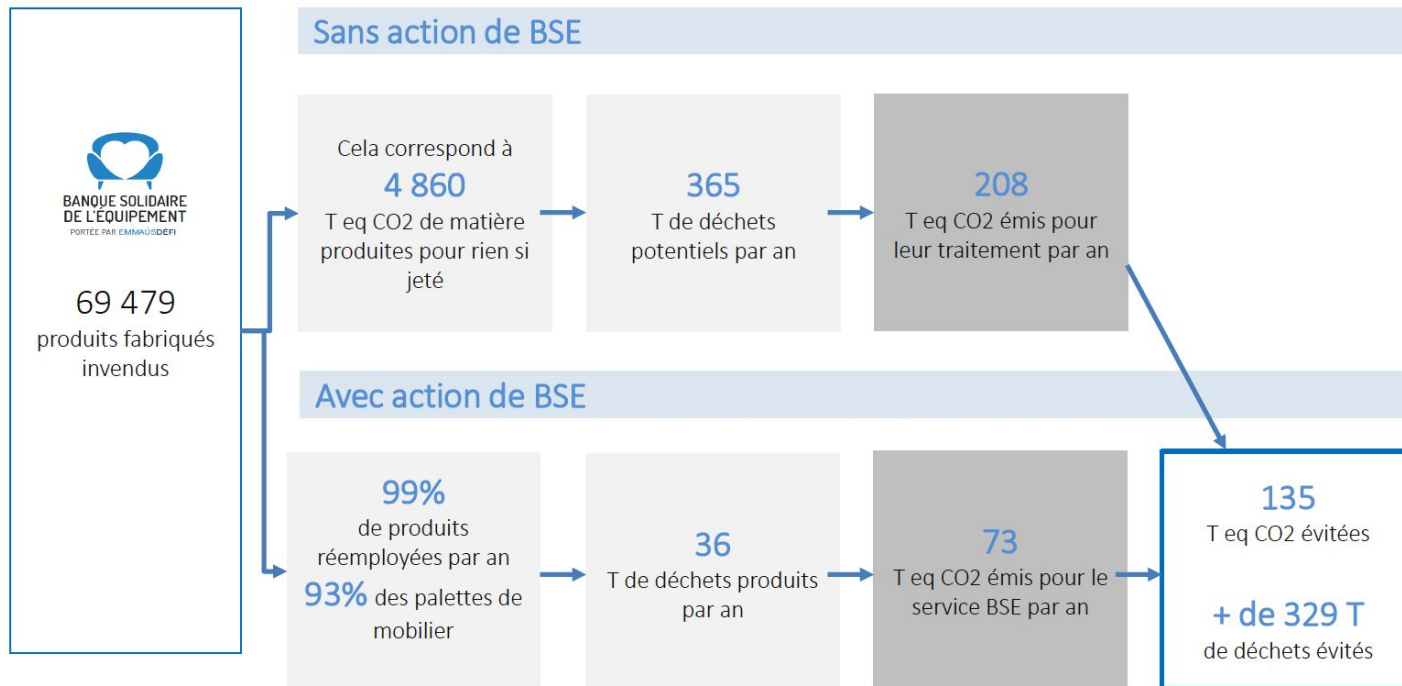 Sans action de BSE
BANQUE SOLIDAIRE
DE L'ÉQUIPEMENT
PORTÉE PAR EMMAÜSDÉFI
69 479
produits fabriqués
invendus
Cela correspond à
4 860
T eq CO2 de matière
produites pour rien si
jeté
365
T de déchets
potentiels par an
208
T eq CO2 émis pour
leur traitement par an
Avec action de BSE
99%
de produits
réemployées par an
93% des palettes de
mobilier
36
T de déchets produits
par an
73
T eq CO2 émis pour le
service BSE par an
135
T eq CO2 évitées
+ de 329 T
de déchets évités